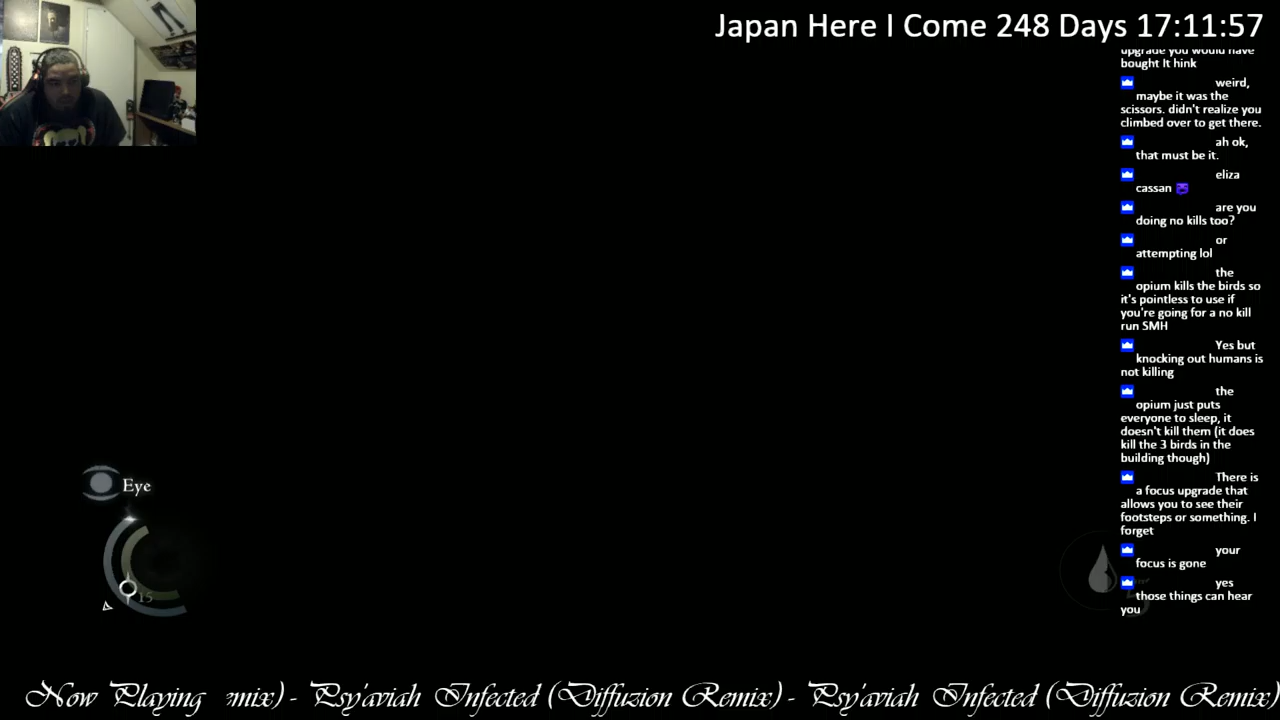 Japan Here I Come 248 Days 17:11:57
upgrade you would have
bought It hink
weird,
maybe it was the
scissors. didn't realize you
climbed over to get there.
ah ok,
that must be it.
eliza
cassan
are you
doing no kills too?
or
attempting lol
the
opium kills the birds so
it's pointless to use if
you're going for a no kill
run SMH
Yes but
knocking out humans is
not killing
the
opium just puts
everyone to sleep, it
doesn't kill them (it does
kill the 3 birds in the
building though)
There is
a focus upgrade that
allows you to see their
footsteps or something. I
forget
your
focus is gone
yes
those things can hear
you
Eye
15
Now Playing mix) - Psy'aviah Infected (Diffuzion Remix) - Psy'aviah Infected (Diffuzion Remix)